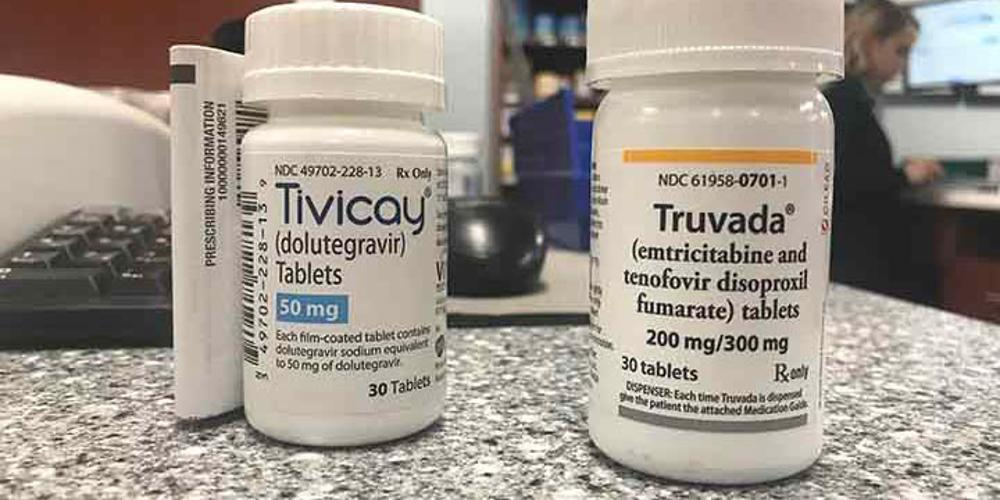 PRESCRIBING INFORMATION
10000000149621
49702-228-13 9
NDC 49702-228-13 Rx Only
Tivicay®
(dolutegravir)
Tablets
50 mg
Each film-coated tablet contains
dolutegravir sodium equivalent
to 50 mg of dolutegravir.
30 Tablets
NDC 61958-0701-1
Truvada®
(emtricitabine and
tenofovir disoproxil
fumarate) tablets
200 mg/300 mg
30 tablets Rx only
DISPENSER: Each time Truvada is dispensed
give the patient the attached Medication Guide.
GILEAD